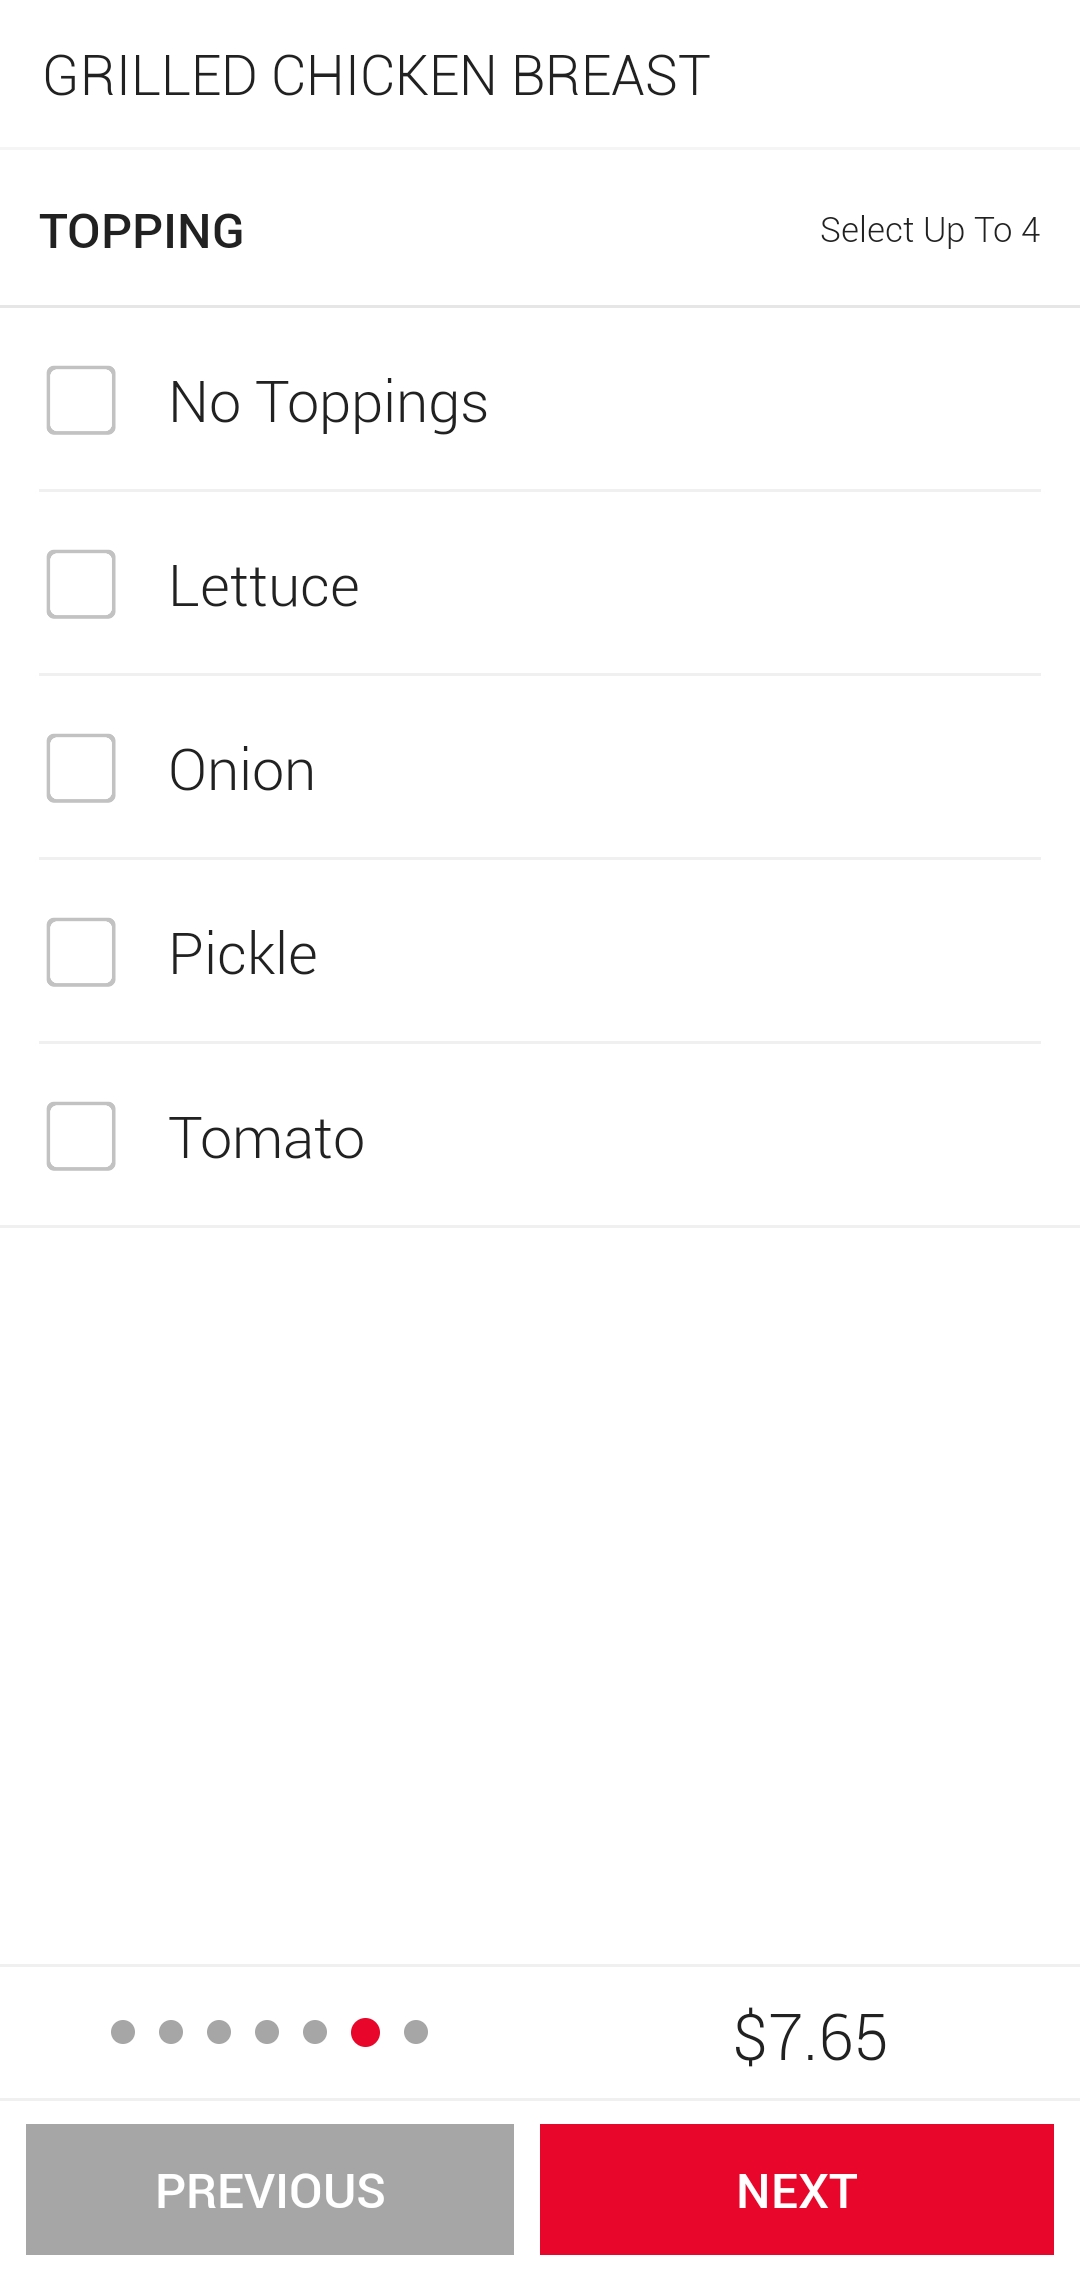 GRILLED CHICKEN BREAST
TOPPING
Select Up To 4
No Toppings
Lettuce
Onion
Pickle
Tomato
$7.65
PREVIOUS
NEXT